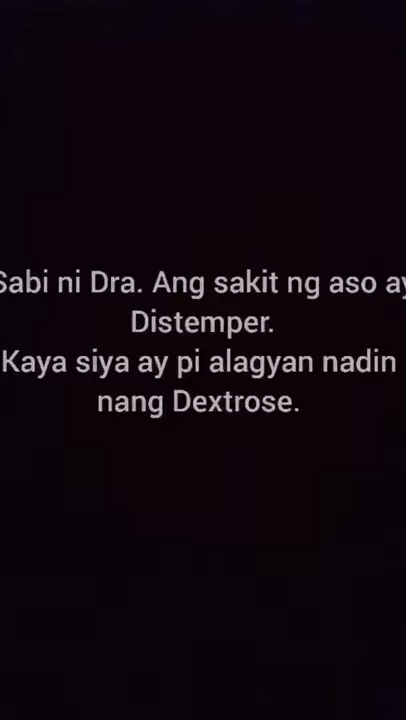 Sabi ni Dra. Ang sakit ng aso ay
Distemper.
Kaya siya ay pi alagyan nadin
nang Dextrose.